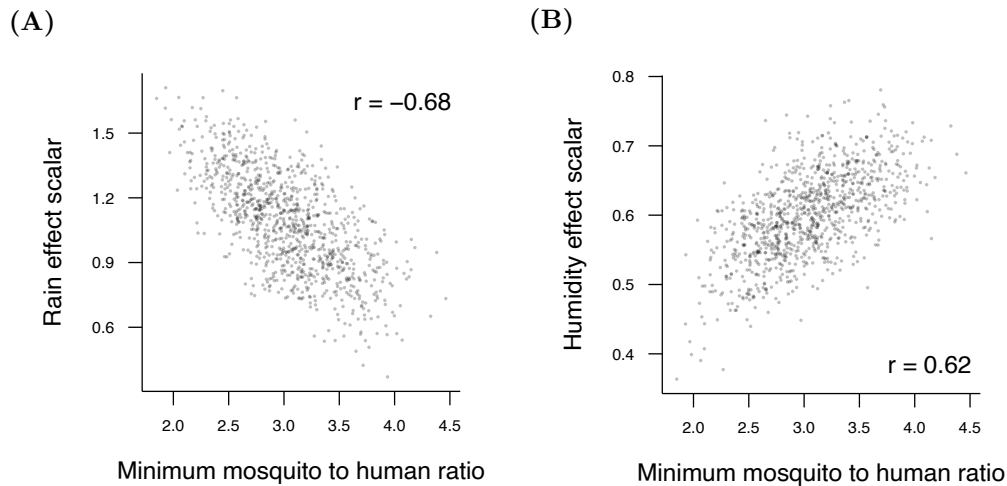 (A)
r = −0.68
Rain effect scalar
1.5
1.2
0.9
0.6
2.0 2.5 3.0 3.5 4.0 4.5
Minimum mosquito to human ratio
(B)
r = 0.62
Humidity effect scalar
0.8
0.7
0.6
0.5
0.4
2.0 2.5 3.0 3.5 4.0 4.5
Minimum mosquito to human ratio